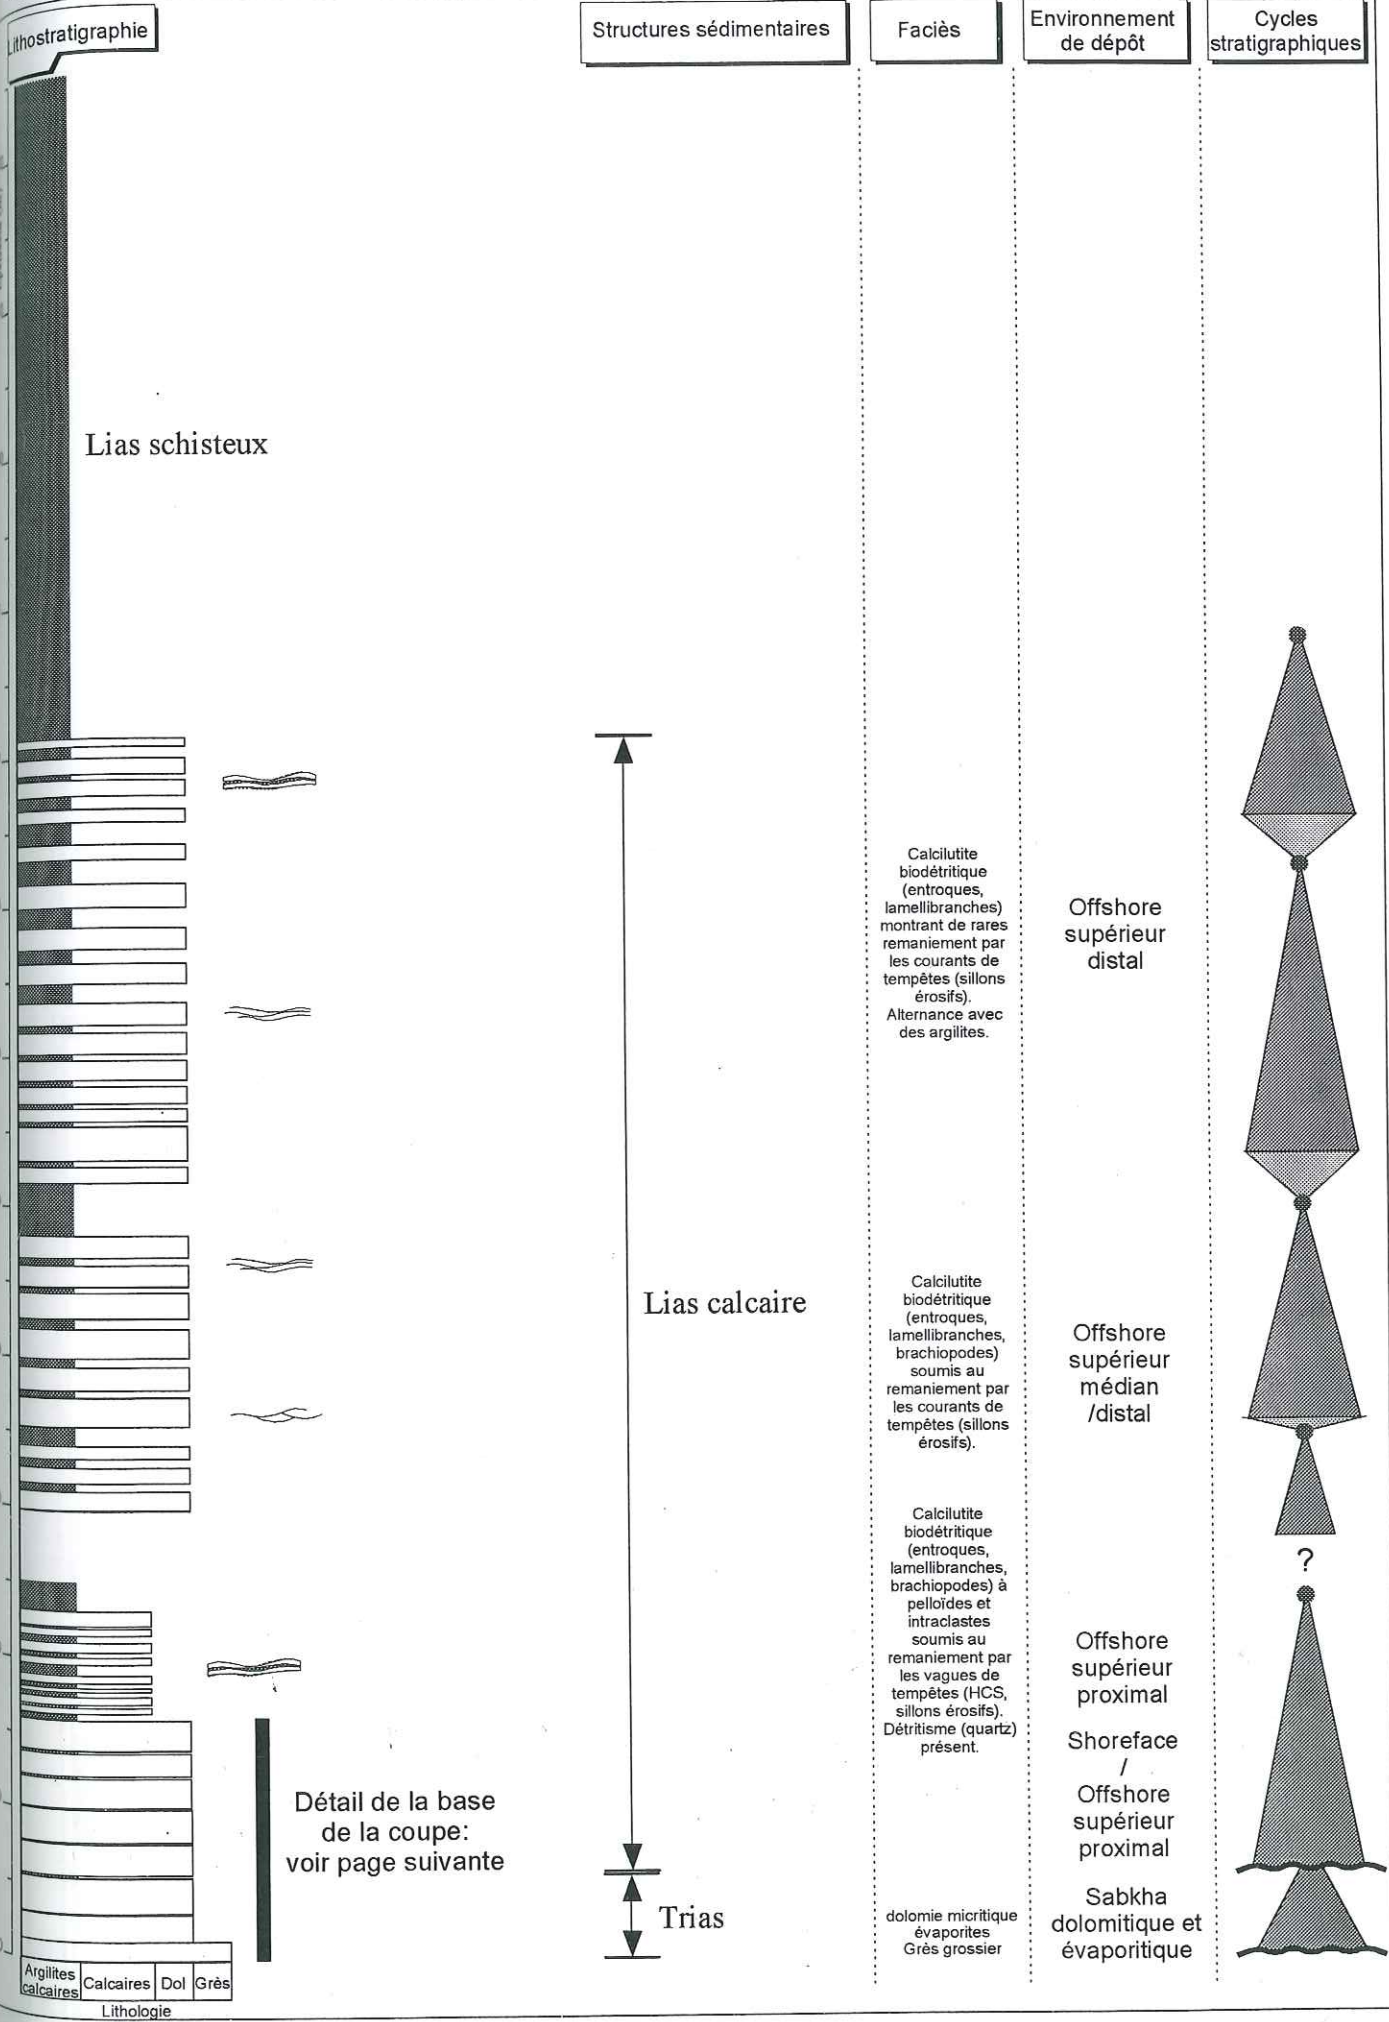 Lithostratigraphie
Structures sédimentaires
Faciès
Environnement
de dépôt
Cycles
stratigraphiques
Lias schisteux
Calcilutite
biodétritique
(entroques,
lamellibranches)
montrant de rares
remaniement par
les courants de
tempêtes (sillons
érosifs).
Alternance avec
des argilites.
Offshore
supérieur
distal
Lias calcaire
Calcilutite
biodétritique
(entroques,
lamellibranches,
brachiopodes)
soumis au
remaniement par
les courants de
tempêtes (sillons
érosifs).
Offshore
supérieur
médian
/distal
Calcilutite
biodétritique
(entroques,
lamellibranches,
brachiopodes) à
pelloïdes et
intraclastes
soumis au
remaniement par
les vagues de
tempêtes (HCS,
sillons érosifs).
Détritisme (quartz)
présent.
?
Offshore
supérieur
proximal
Shoreface
/
Offshore
supérieur
proximal
Détail de la base
de la coupe:
voir page suivante
Trias
dolomie micritique
évaporites
Grès grossier
Sabkha
dolomitique et
évaporitique
Argilites
calcaires
Calcaires
Dol
Grès
Lithologie